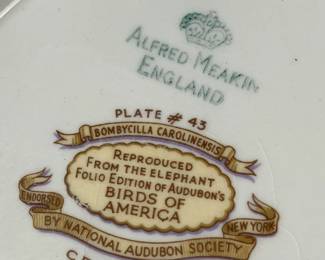 ALFRED MEAKIN
ENGLAND
PLATE # 43
BOMBYCILLA CAROLINENSIS
REPRODUCED
FROM THE ELEPHANT
FOLIO EDITION OF AUDUBON'S
BIRDS OF
AMERICA
ENDORSED
BY NATIONAL AUDUBON SOCIETY
NEW YORK